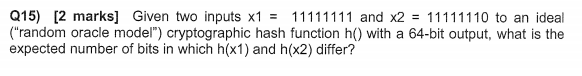 Q15) [2 marks] Given two inputs x1 = 11111111 and x2 = 11111110 to an ideal
("random oracle model") cryptographic hash function h() with a 64-bit output, what is the
expected number of bits in which h(x1) and h(x2) differ?